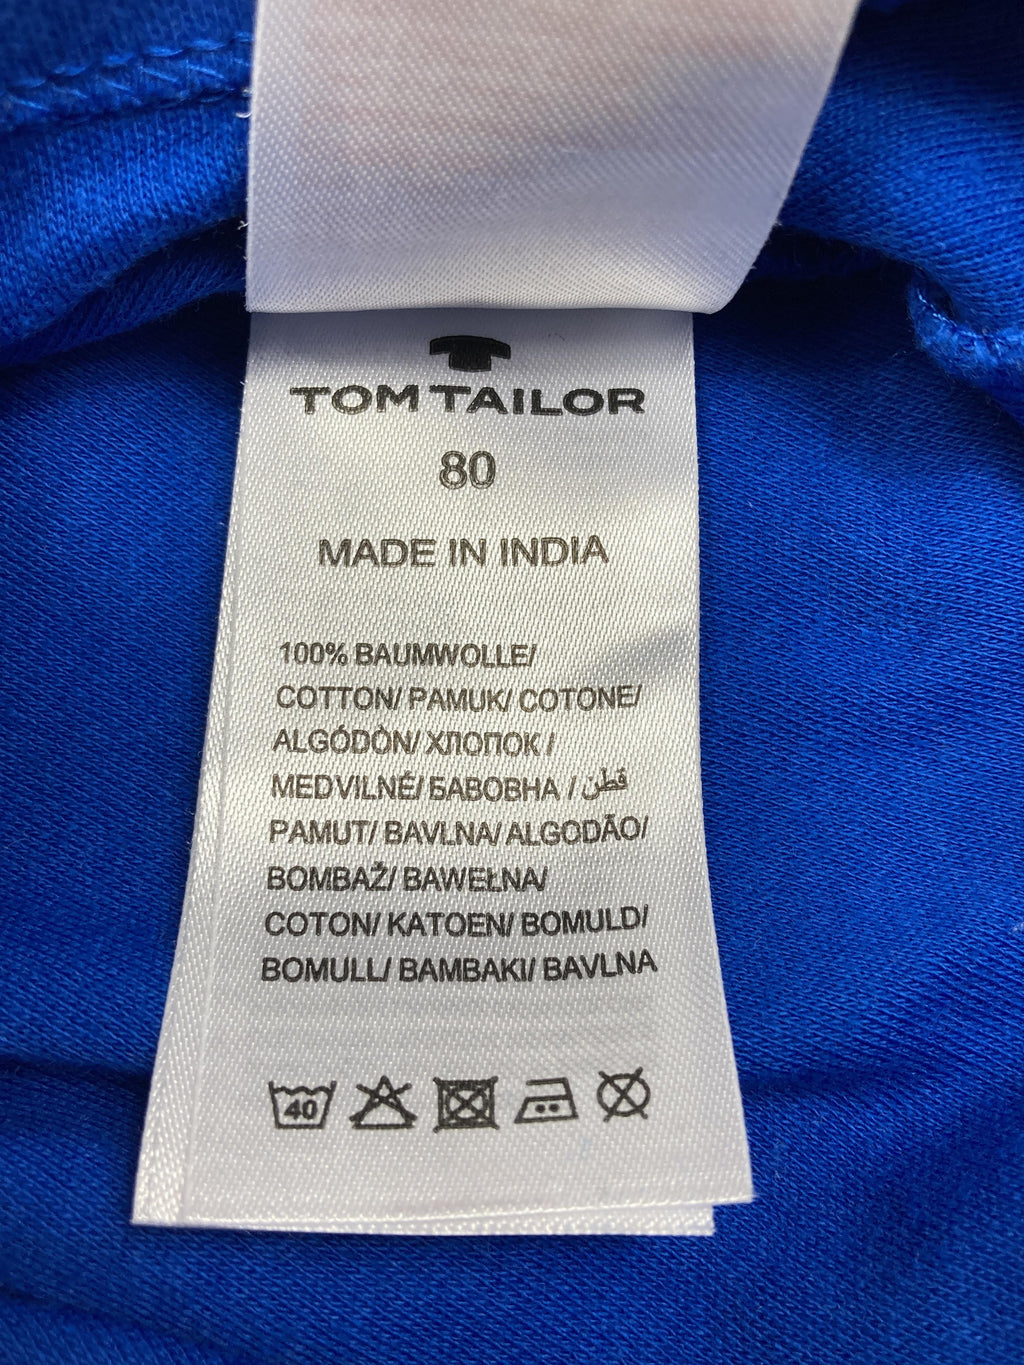 TOM TAILOR
80
MADE IN INDIA
100% BAUMWOLLE/
COTTON/ PAMUK/ COTONE/
ALGÓDÒN/ ХЛОПОК /
MEDVILNÉ/ БАВОВНА / قطن
PAMUT/ BAVLNA/ ALGODÃO/
BOMBAŽ/ BAWEŁNA/
COTON/ KATOEN/ BOMULD/
BOMULL/ BAMBAKI/ BAVLNA
40